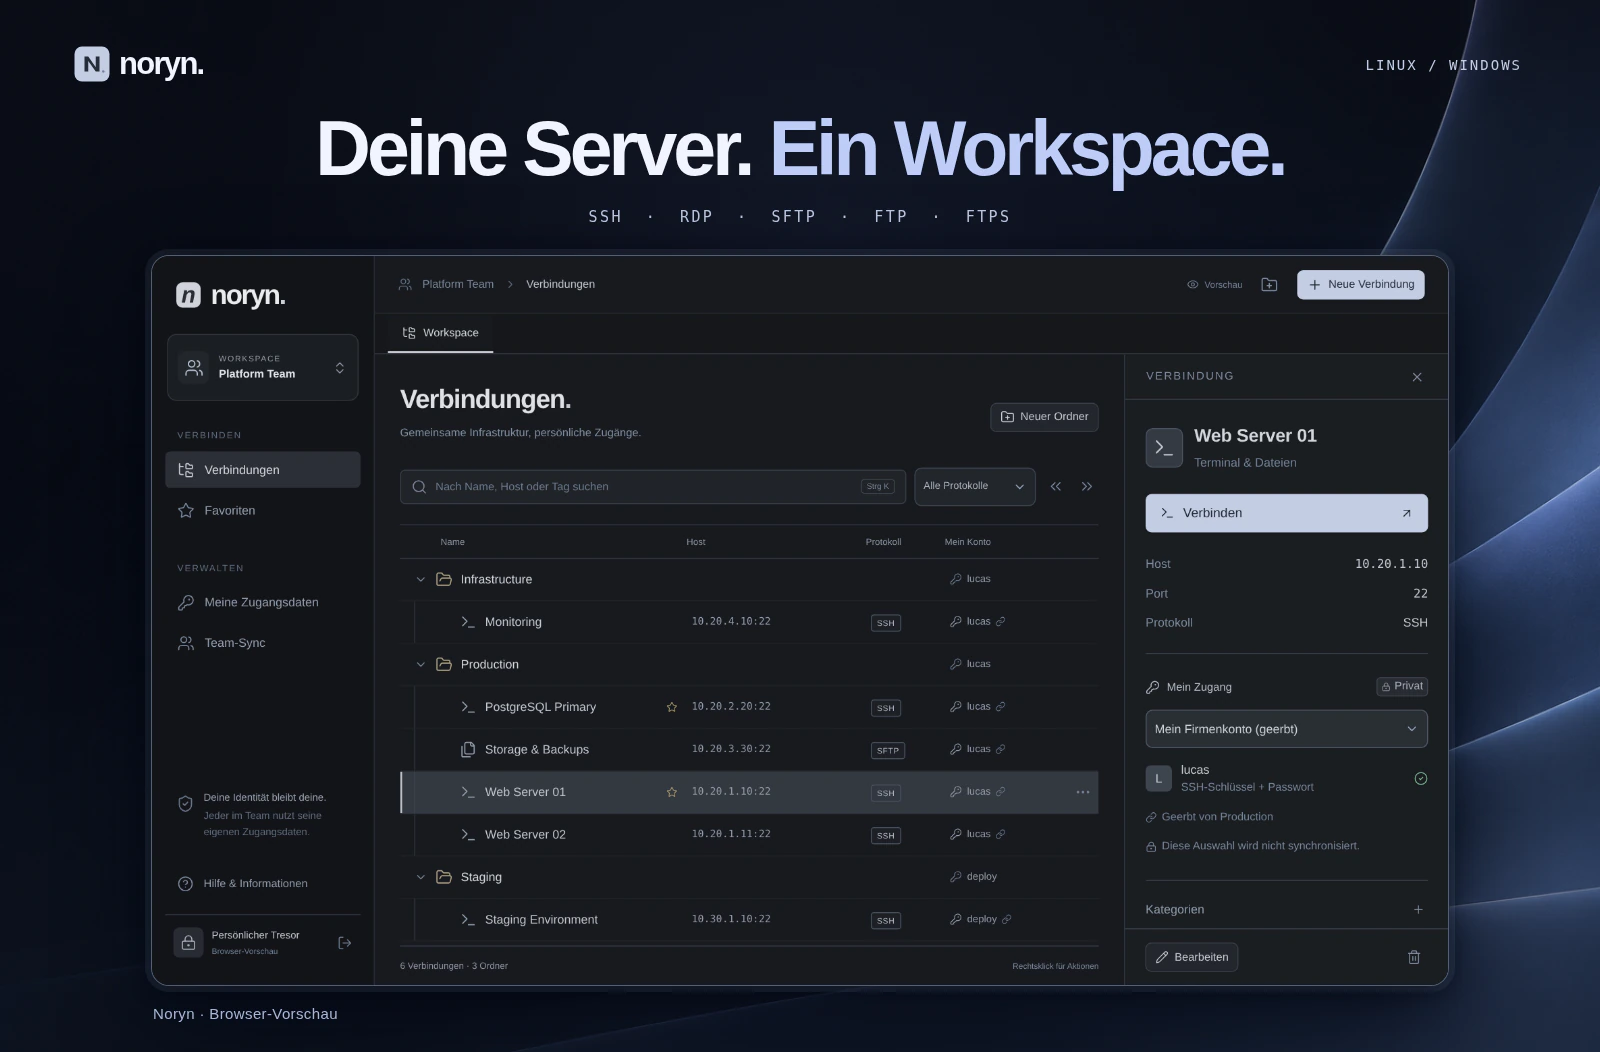 N. noryn.
LINUX / WINDOWS
Deine Server. Ein Workspace.
SSH · RDP · SFTP · FTP · FTPS
n noryn.
WORKSPACE
Platform Team
VERBINDEN
Verbindungen
Favoriten
VERWALTEN
Meine Zugangsdaten
Team-Sync
Deine Identität bleibt deine.
Jeder im Team nutzt seine
eigenen Zugangsdaten.
Hilfe & Informationen
Persönlicher Tresor
Browser-Vorschau
Platform Team > Verbindungen
Vorschau
+ Neue Verbindung
Workspace
Verbindungen.
Gemeinsame Infrastruktur, persönliche Zugänge.
Neuer Ordner
Nach Name, Host oder Tag suchen Strg K
Alle Protokolle
Name Host Protokoll Mein Konto
Infrastructure lucas
Monitoring 10.20.4.10:22 SSH lucas
Production lucas
PostgreSQL Primary 10.20.2.20:22 SSH lucas
Storage & Backups 10.20.3.30:22 SFTP lucas
Web Server 01 10.20.1.10:22 SSH lucas
Web Server 02 10.20.1.11:22 SSH lucas
Staging deploy
Staging Environment 10.30.1.10:22 SSH deploy
6 Verbindungen · 3 Ordner
Rechtsklick für Aktionen
VERBINDUNG
Web Server 01
Terminal & Dateien
Verbinden
Host 10.20.1.10
Port 22
Protokoll SSH
Mein Zugang Privat
Mein Firmenkonto (geerbt)
L lucas
SSH-Schlüssel + Passwort
Geerbt von Production
Diese Auswahl wird nicht synchronisiert.
Kategorien +
Bearbeiten
Noryn · Browser-Vorschau